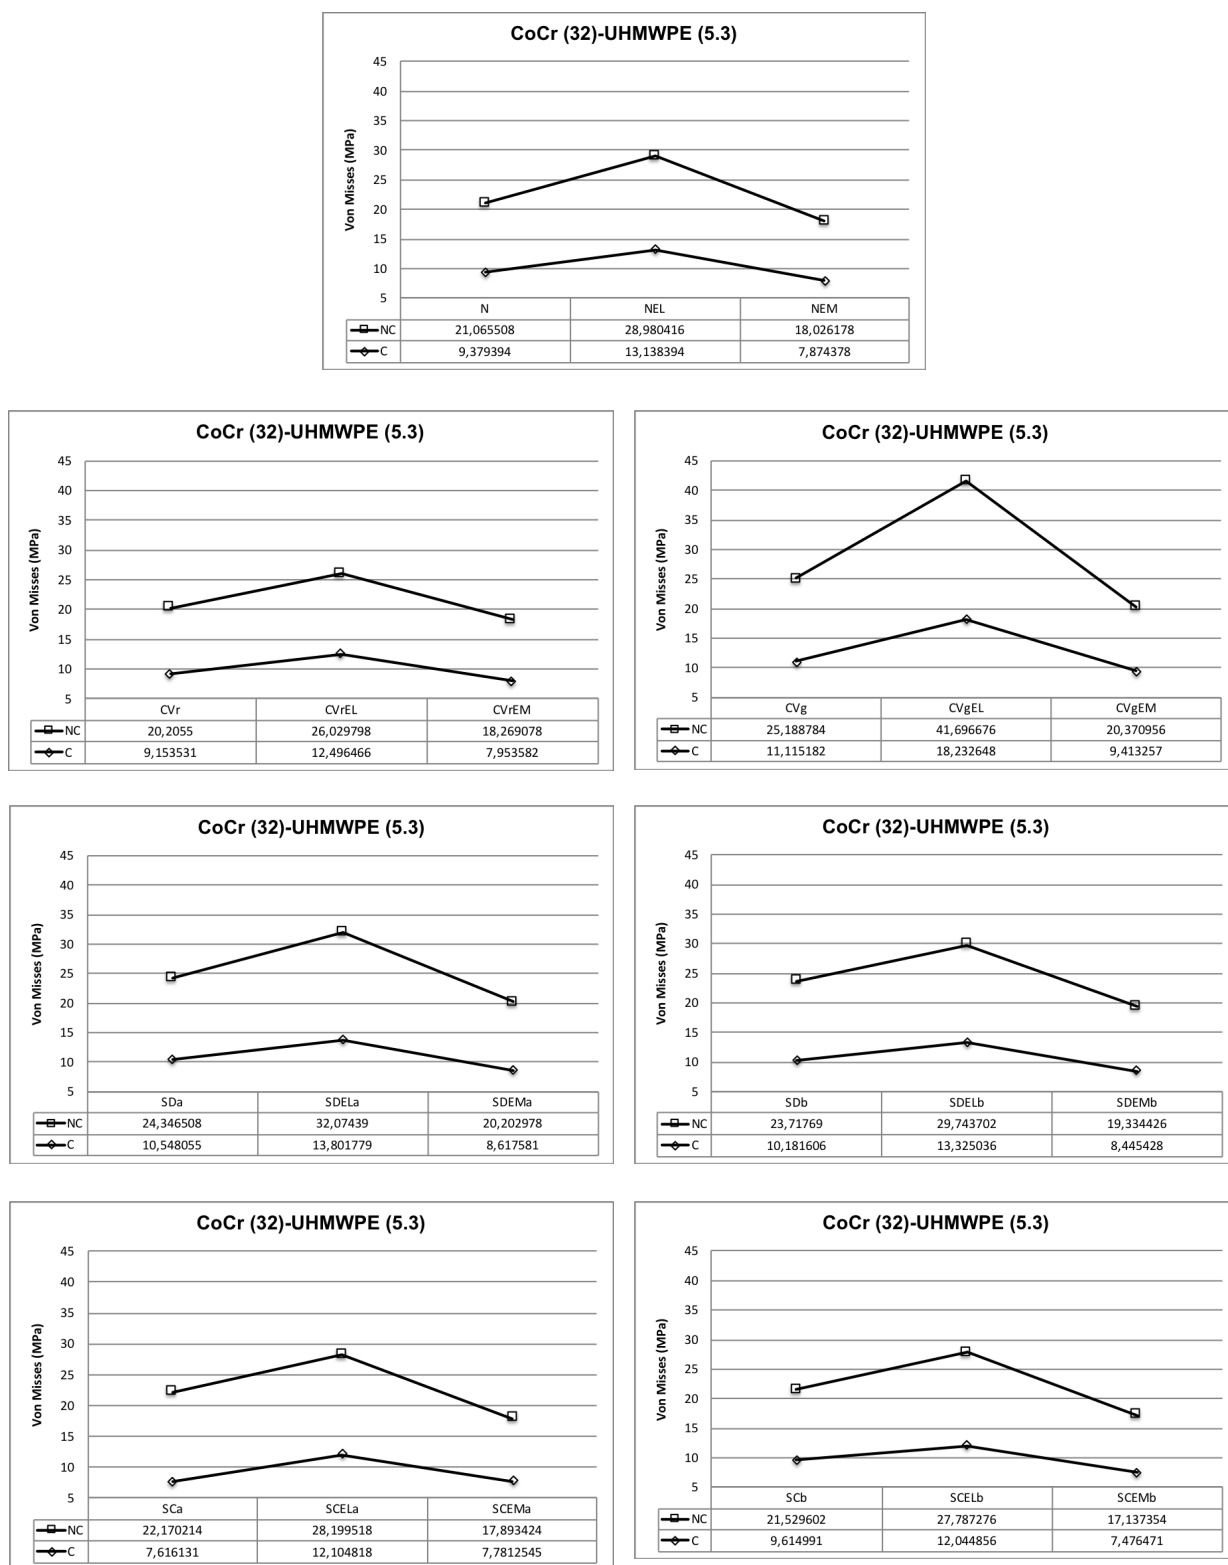 CoCr (32)-UHMWPE (5.3)
45
40
35
30
25
20
15
10
5
Von Misses (MPa)
N NEL NEM
NC 21,065508 28,980416 18,026178
C 9,379394 13,138394 7,874378
CoCr (32)-UHMWPE (5.3)
45
40
35
30
25
20
15
10
5
Von Misses (MPa)
CVr CVrEL CVrEM
NC 20,2055 26,029798 18,269078
C 9,153531 12,496466 7,953582
CoCr (32)-UHMWPE (5.3)
45
40
35
30
25
20
15
10
5
Von Misses (MPa)
CVg CVgEL CVgEM
NC 25,188784 41,696676 20,370956
C 11,115182 18,232648 9,413257
CoCr (32)-UHMWPE (5.3)
45
40
35
30
25
20
15
10
5
Von Misses (MPa)
SDa SDELa SDEMa
NC 24,346508 32,07439 20,202978
C 10,548055 13,801779 8,617581
CoCr (32)-UHMWPE (5.3)
45
40
35
30
25
20
15
10
5
Von Misses (MPa)
SDb SDELb SDEMb
NC 23,71769 29,743702 19,334426
C 10,181606 13,325036 8,445428
CoCr (32)-UHMWPE (5.3)
45
40
35
30
25
20
15
10
5
Von Misses (MPa)
SCa SCELa SCEMa
NC 22,170214 28,199518 17,893424
C 7,616131 12,104818 7,7812545
CoCr (32)-UHMWPE (5.3)
45
40
35
30
25
20
15
10
5
Von Misses (MPa)
SCb SCELb SCEMb
NC 21,529602 27,787276 17,137354
C 9,614991 12,044856 7,476471